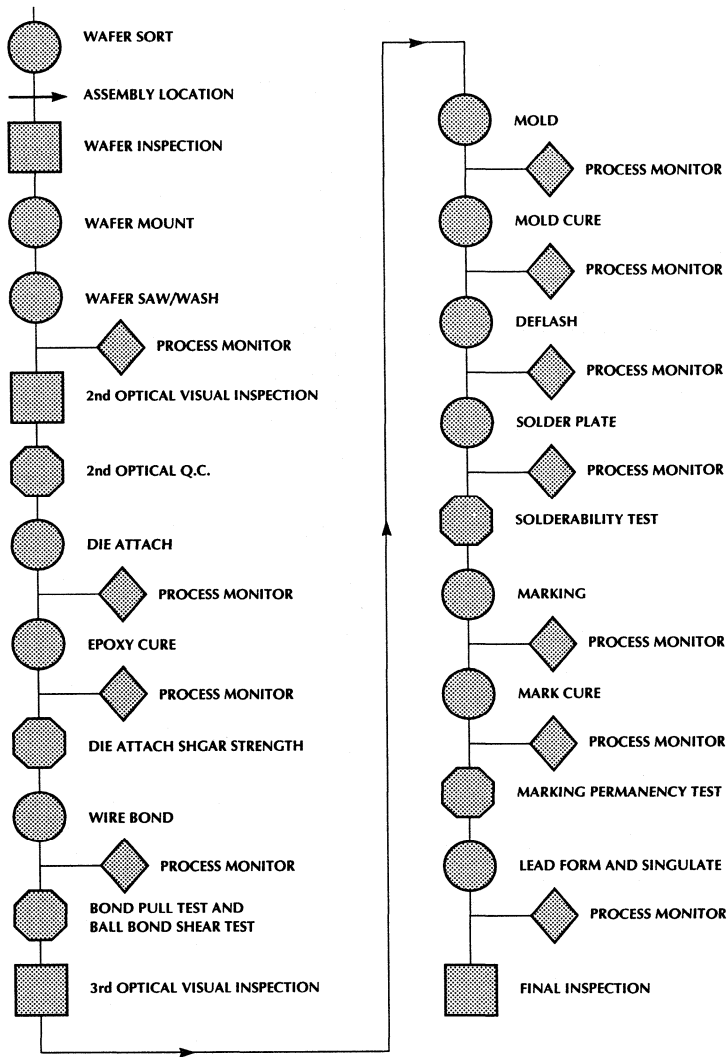 WAFER SORT
ASSEMBLY LOCATION
WAFER INSPECTION
WAFER MOUNT
WAFER SAW/WASH
PROCESS MONITOR
2nd OPTICAL VISUAL INSPECTION
2nd OPTICAL Q.C.
DIE ATTACH
PROCESS MONITOR
EPOXY CURE
PROCESS MONITOR
DIE ATTACH SHGAR STRENGTH
WIRE BOND
PROCESS MONITOR
BOND PULL TEST AND
BALL BOND SHEAR TEST
3rd OPTICAL VISUAL INSPECTION
MOLD
PROCESS MONITOR
MOLD CURE
PROCESS MONITOR
DEFLASH
PROCESS MONITOR
SOLDER PLATE
PROCESS MONITOR
SOLDERABILITY TEST
MARKING
PROCESS MONITOR
MARK CURE
PROCESS MONITOR
MARKING PERMANENCY TEST
LEAD FORM AND SINGULATE
PROCESS MONITOR
FINAL INSPECTION